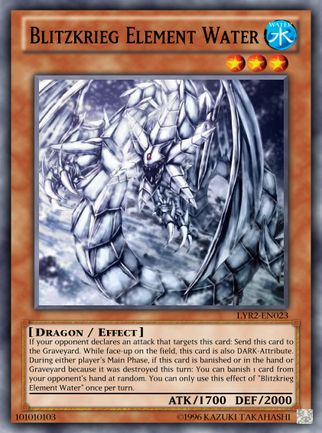 Blitzkrieg Element Water
WATER
水
LYR2-EN023
[ Dragon / Effect ]
If your opponent declares an attack that targets this card: Send this card to
the Graveyard. While face-up on the field, this card is also DARK-Attribute.
During either player's Main Phase, if this card is banished or in the hand or
Graveyard because it was destroyed this turn: You can banish 1 card from
your opponent's hand at random. You can only use this effect of "Blitzkrieg
Element Water" once per turn.
ATK/1700 DEF/2000
101010103 ©1996 KAZUKI TAKAHASHI